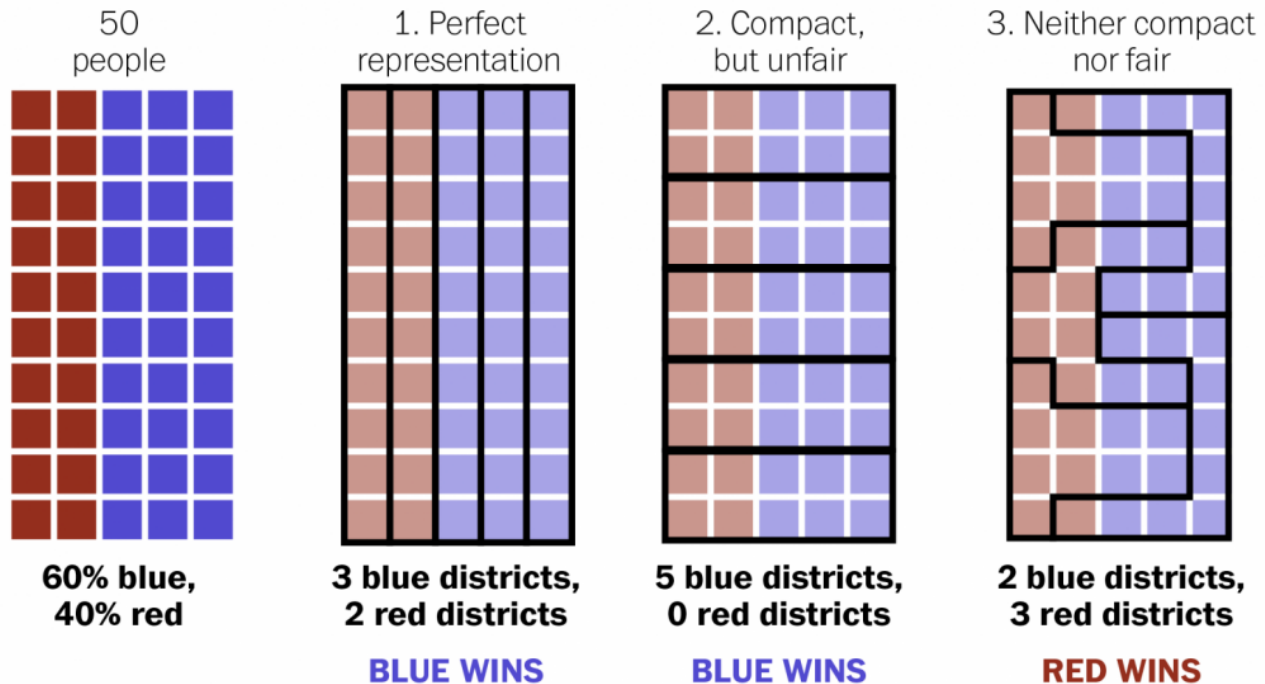 50
people
1. Perfect
representation
2. Compact,
but unfair
3. Neither compact
nor fair
60% blue,
40% red
3 blue districts,
2 red districts
5 blue districts,
0 red districts
2 blue districts,
3 red districts
BLUE WINS
BLUE WINS
RED WINS